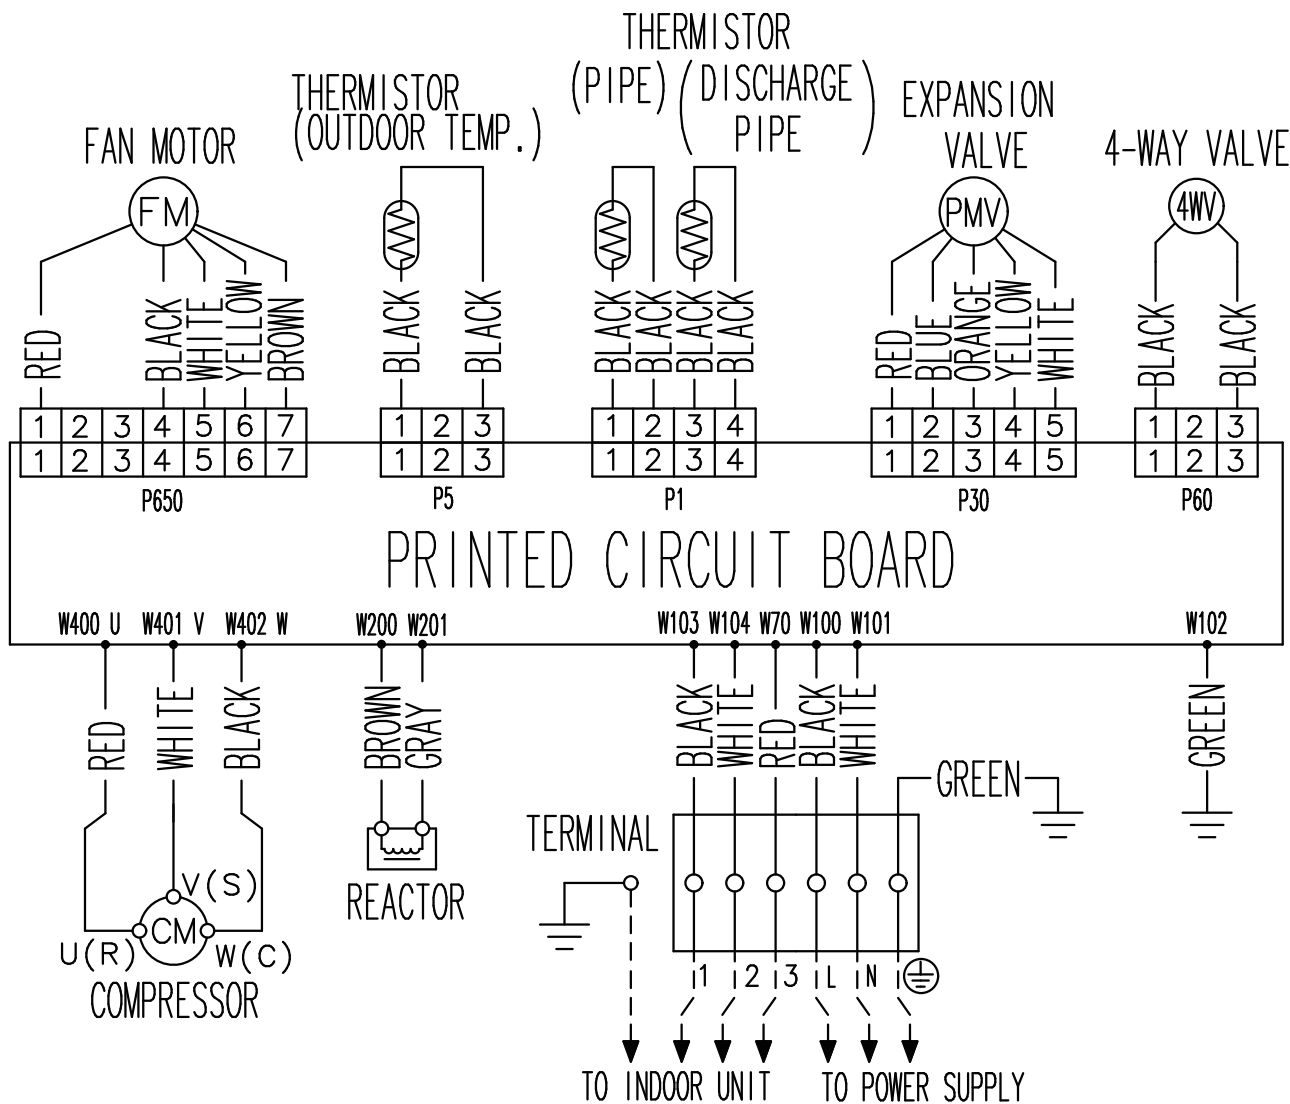 THERMISTOR
(PIPE) (DISCHARGE PIPE)
THERMISTOR
(OUTDOOR TEMP.)
EXPANSION
VALVE
FAN MOTOR
4-WAY VALVE
FM
PMV
4WV
RED BLACK WHITE YELLOW BROWN
BLACK BLACK
BLACK BLACK BLACK BLACK
RED BLUE ORANGE YELLOW WHITE
BLACK BLACK
1 2 3 4 5 6 7
1 2 3
1 2 3 4
1 2 3 4 5
1 2 3
1 2 3 4 5 6 7
1 2 3
1 2 3 4
1 2 3 4 5
1 2 3
P650
P5
P1
P30
P60
PRINTED CIRCUIT BOARD
W400 U W401 V W402 W
W200 W201
W103 W104 W70 W100 W101
W102
RED WHITE BLACK
BROWN GRAY
BLACK WHITE RED BLACK WHITE
GREEN
GREEN
TERMINAL
V(S)
REACTOR
CM
U(R)
W(C)
COMPRESSOR
1 2 3 L N
TO INDOOR UNIT
TO POWER SUPPLY